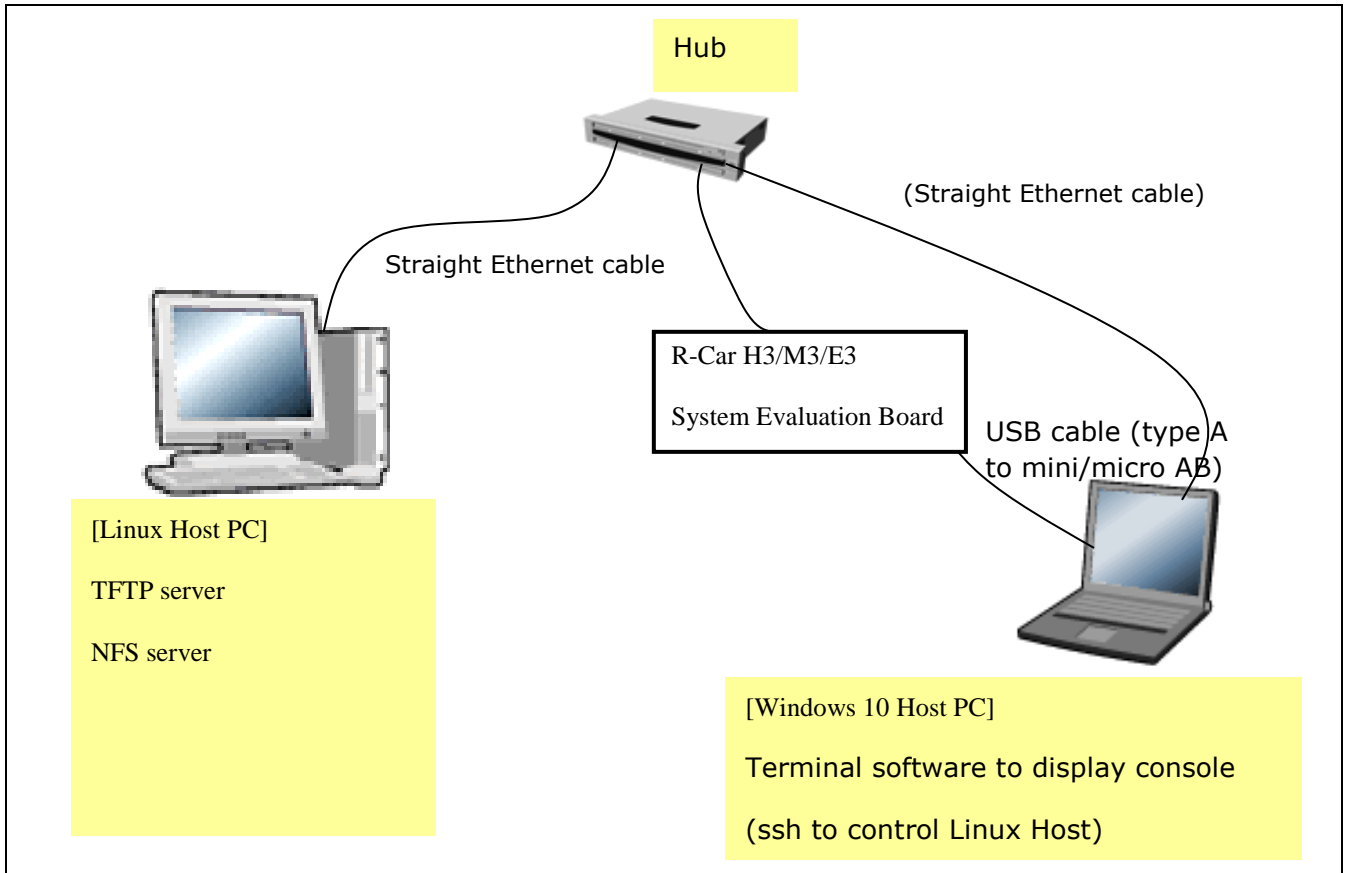 Hub
(Straight Ethernet cable)
Straight Ethernet cable
R-Car H3/M3/E3
System Evaluation Board
USB cable (type A
to mini/micro AB)
[Linux Host PC]
TFTP server
NFS server
[Windows 10 Host PC]
Terminal software to display console
(ssh to control Linux Host)